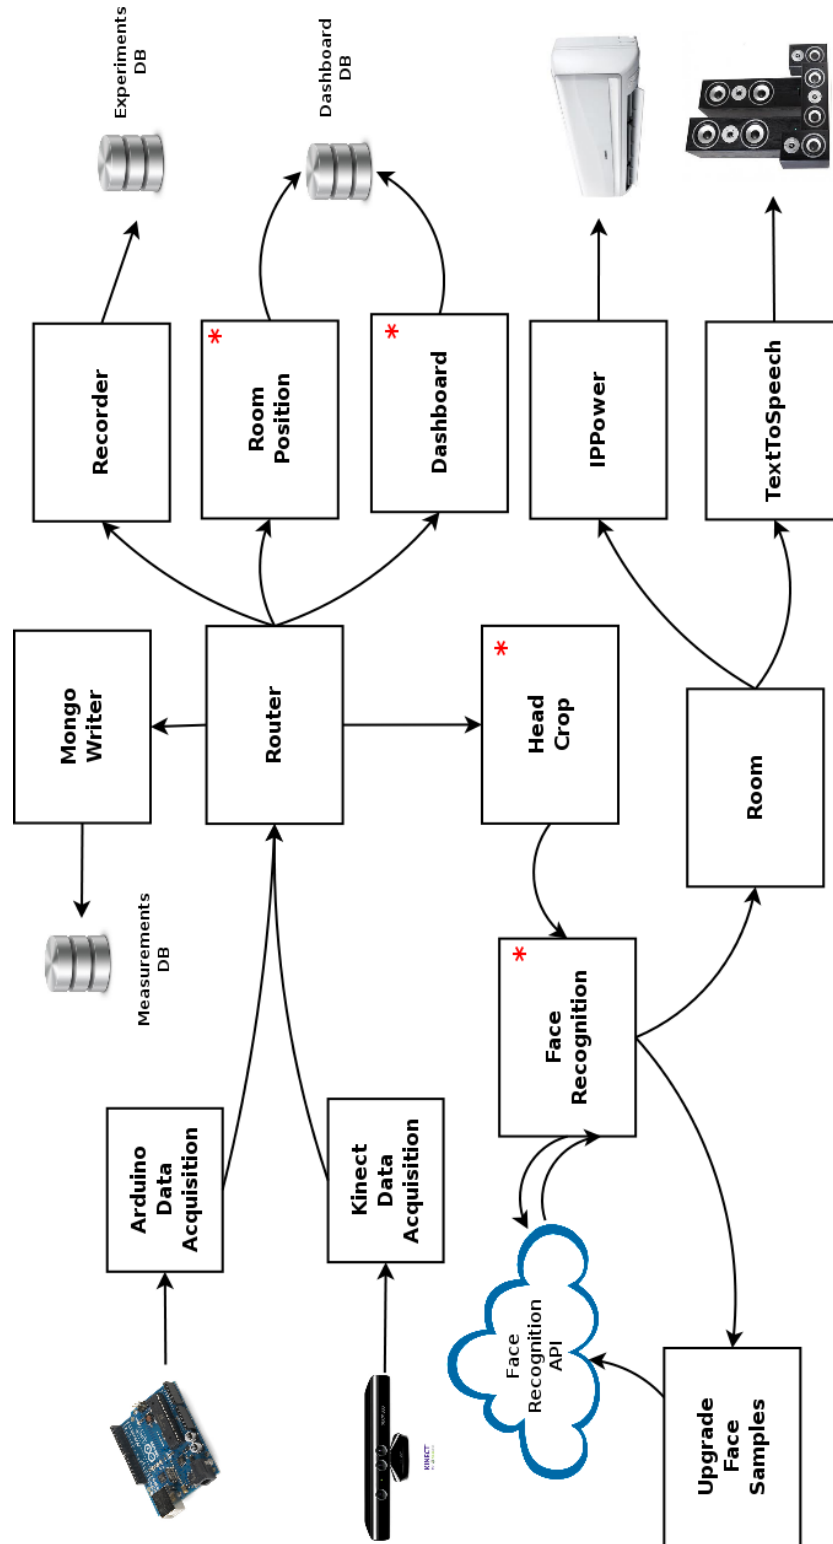 Mongo
Writer
Recorder
Experiments
DB
Measurements
DB
Arduino
Data
Acquisition
Router
*
Room
Position
Dashboard
DB
Kinect
Data
Acquisition
*
Dashboard
KINECT
Face
Recognition
API
*
Face
Recognition
*
Head
Crop
IPPower
Upgrade
Face
Samples
Room
TextToSpeech